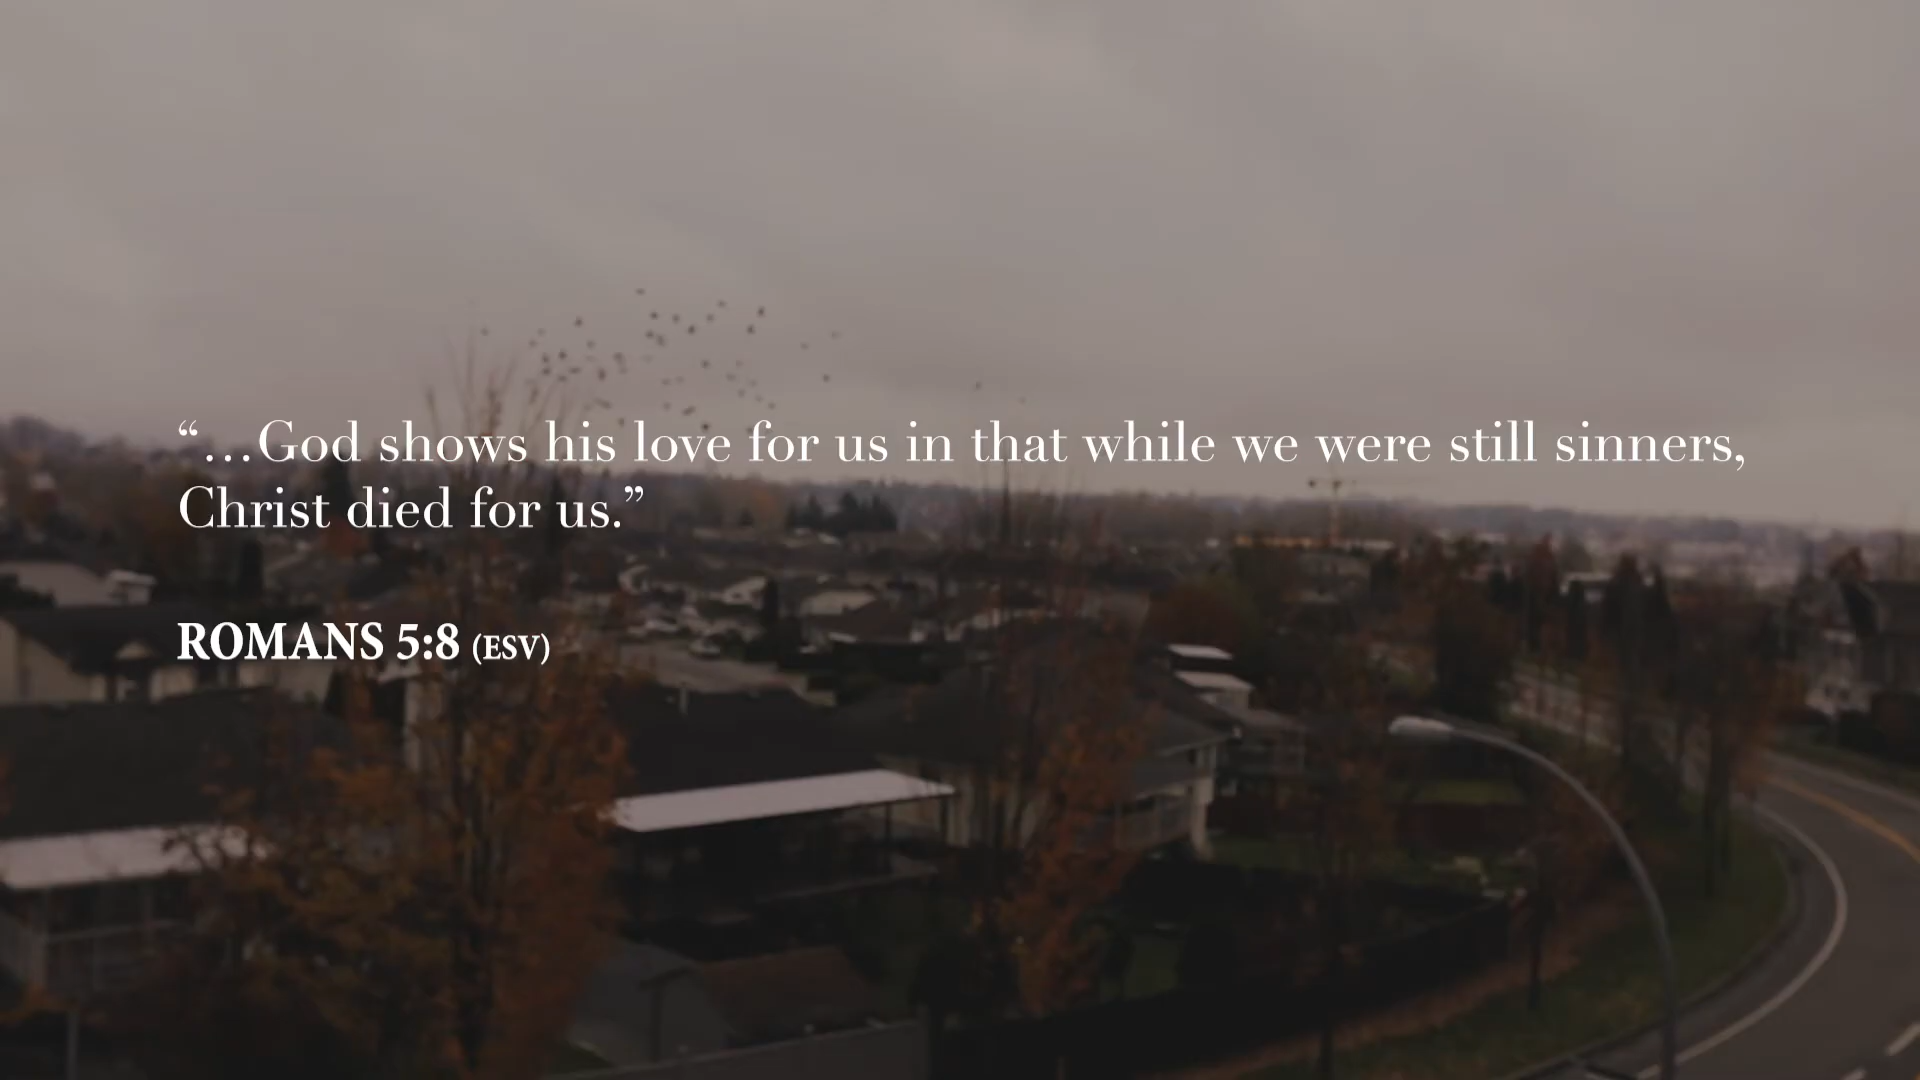 “…God shows his love for us in that while we were still sinners,
Christ died for us.”
ROMANS 5:8 (ESV)